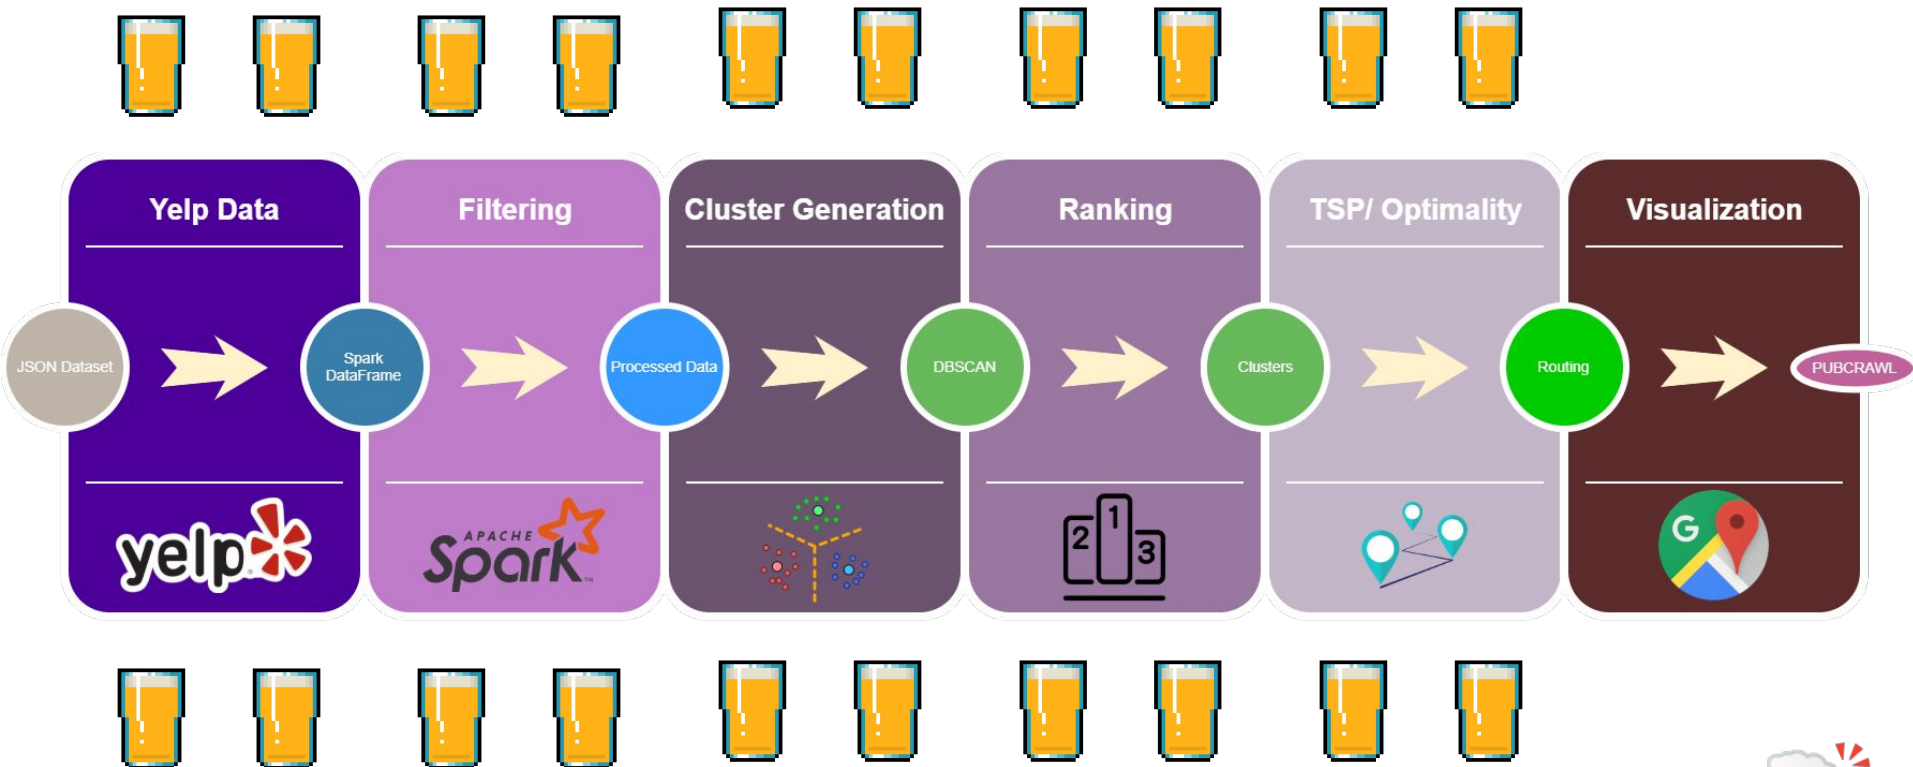 Yelp Data
Filtering
Cluster Generation
Ranking
TSP/ Optimality
Visualization
JSON Dataset
Spark
DataFrame
Processed Data
DBSCAN
Clusters
Routing
PUBCRAWL
yelp
APACHE
Spark™
2
1
3
G